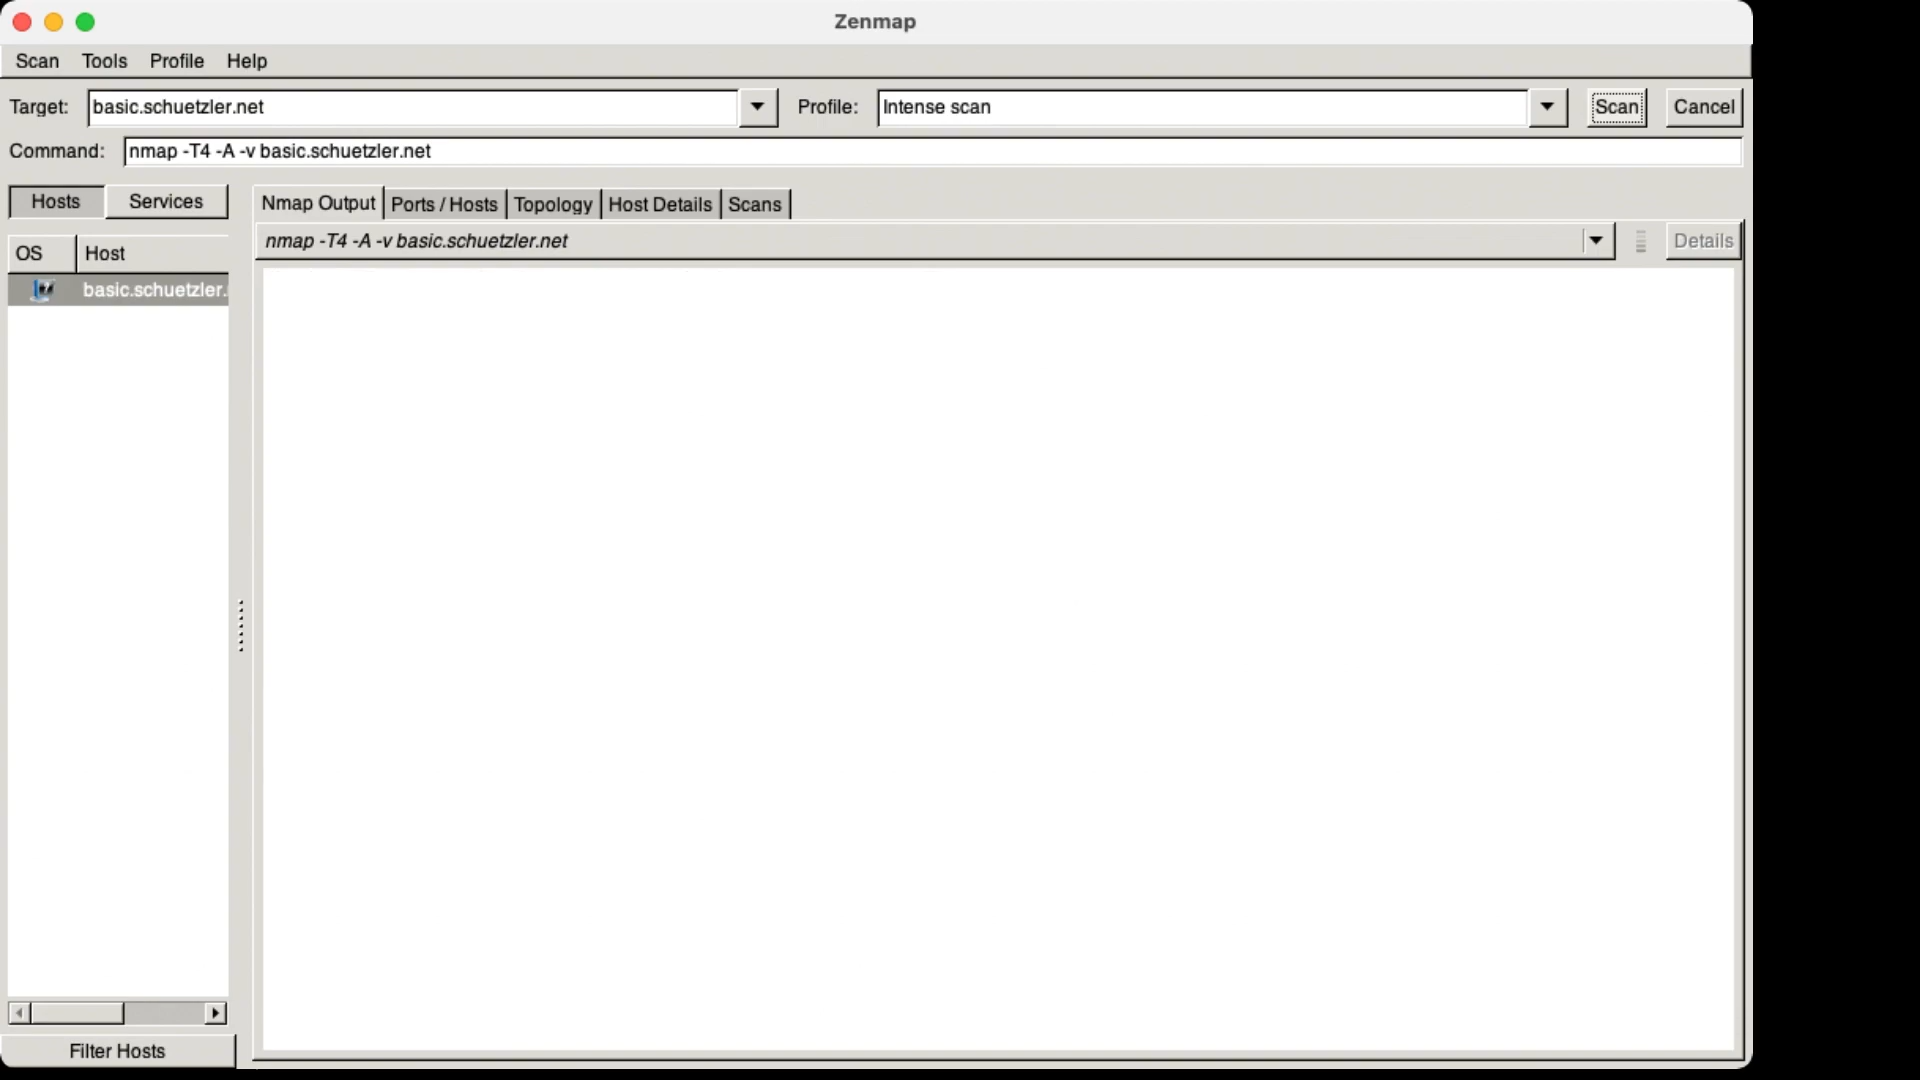 Zenmap
Scan Tools Profile Help
Target: basic.schuetzler.net Profile: Intense scan Scan Cancel
Command: nmap -T4 -A -v basic.schuetzler.net
Hosts Services Nmap Output Ports / Hosts Topology Host Details Scans
nmap -T4 -A -v basic.schuetzler.net Details
OS Host
basic.schuetzler.
Filter Hosts